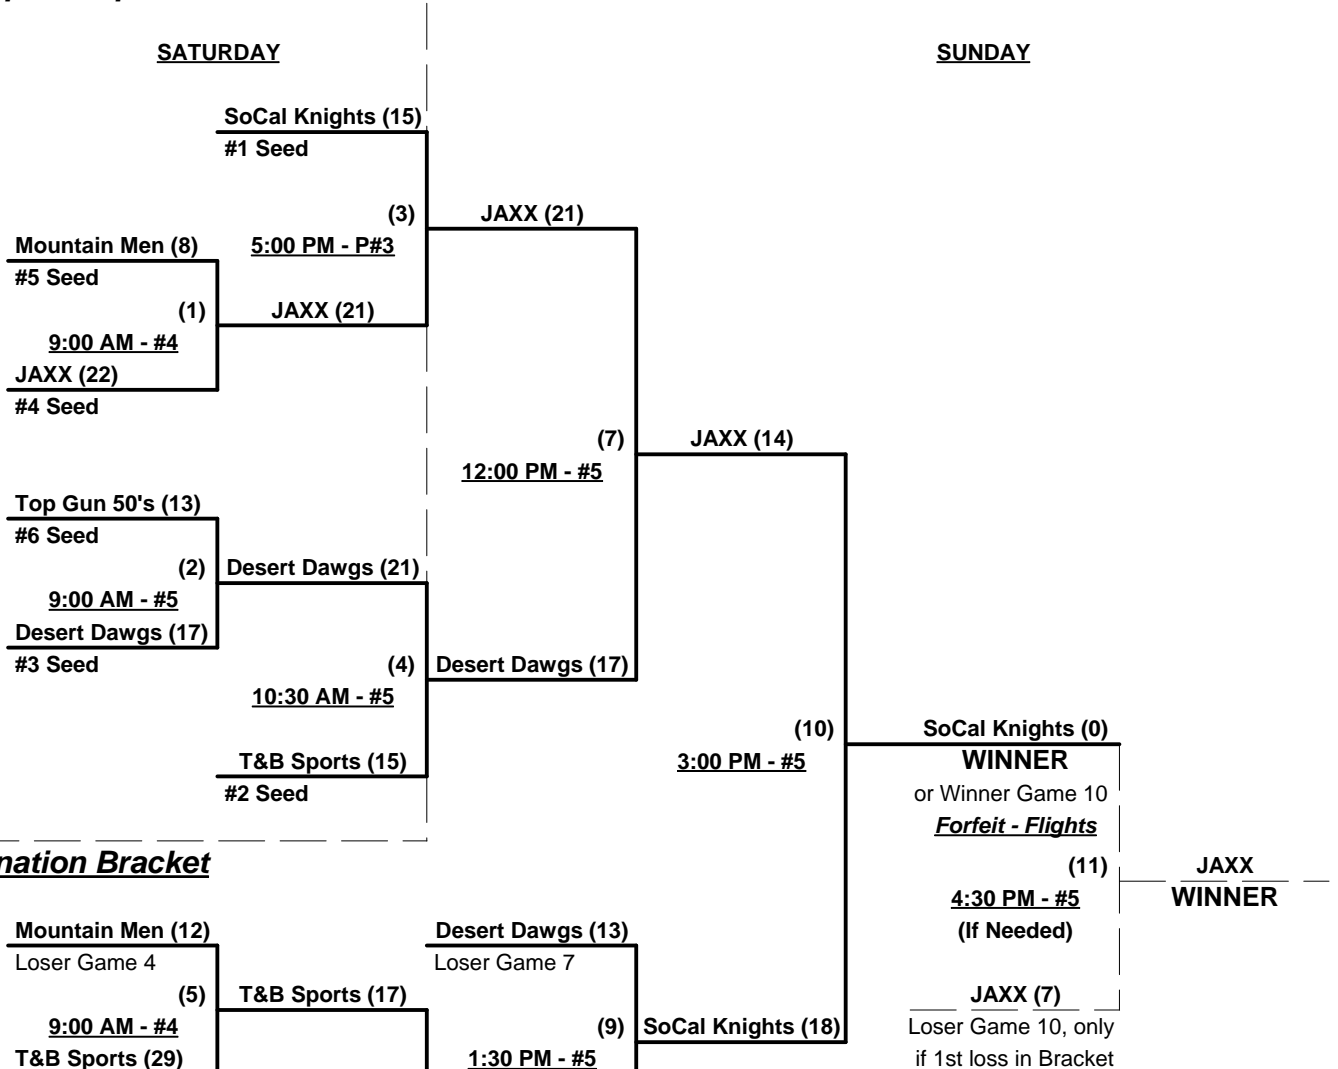 SATURDAY
SUNDAY
SoCal Knights (15)
#1 Seed
(3)
JAXX (21)
Mountain Men (8)
5:00 PM - P#3
#5 Seed
(1)
JAXX (21)
9:00 AM - #4
JAXX (22)
#4 Seed
(7)
JAXX (14)
12:00 PM - #5
Top Gun 50's (13)
#6 Seed
(2)
Desert Dawgs (21)
9:00 AM - #5
Desert Dawgs (17)
#3 Seed
(4)
Desert Dawgs (17)
10:30 AM - #5
(10)
SoCal Knights (0)
T&B Sports (15)
3:00 PM - #5
WINNER
#2 Seed
or Winner Game 10
Forfeit - Flights
nation Bracket
(11)
JAXX
4:30 PM - #5
WINNER
Mountain Men (12)
Desert Dawgs (13)
(If Needed)
Loser Game 4
Loser Game 7
(5)
T&B Sports (17)
JAXX (7)
9:00 AM - #4
(9)
SoCal Knights (18)
Loser Game 10, only
T&B Sports (29)
1:30 PM - #5
if 1st loss in Bracket